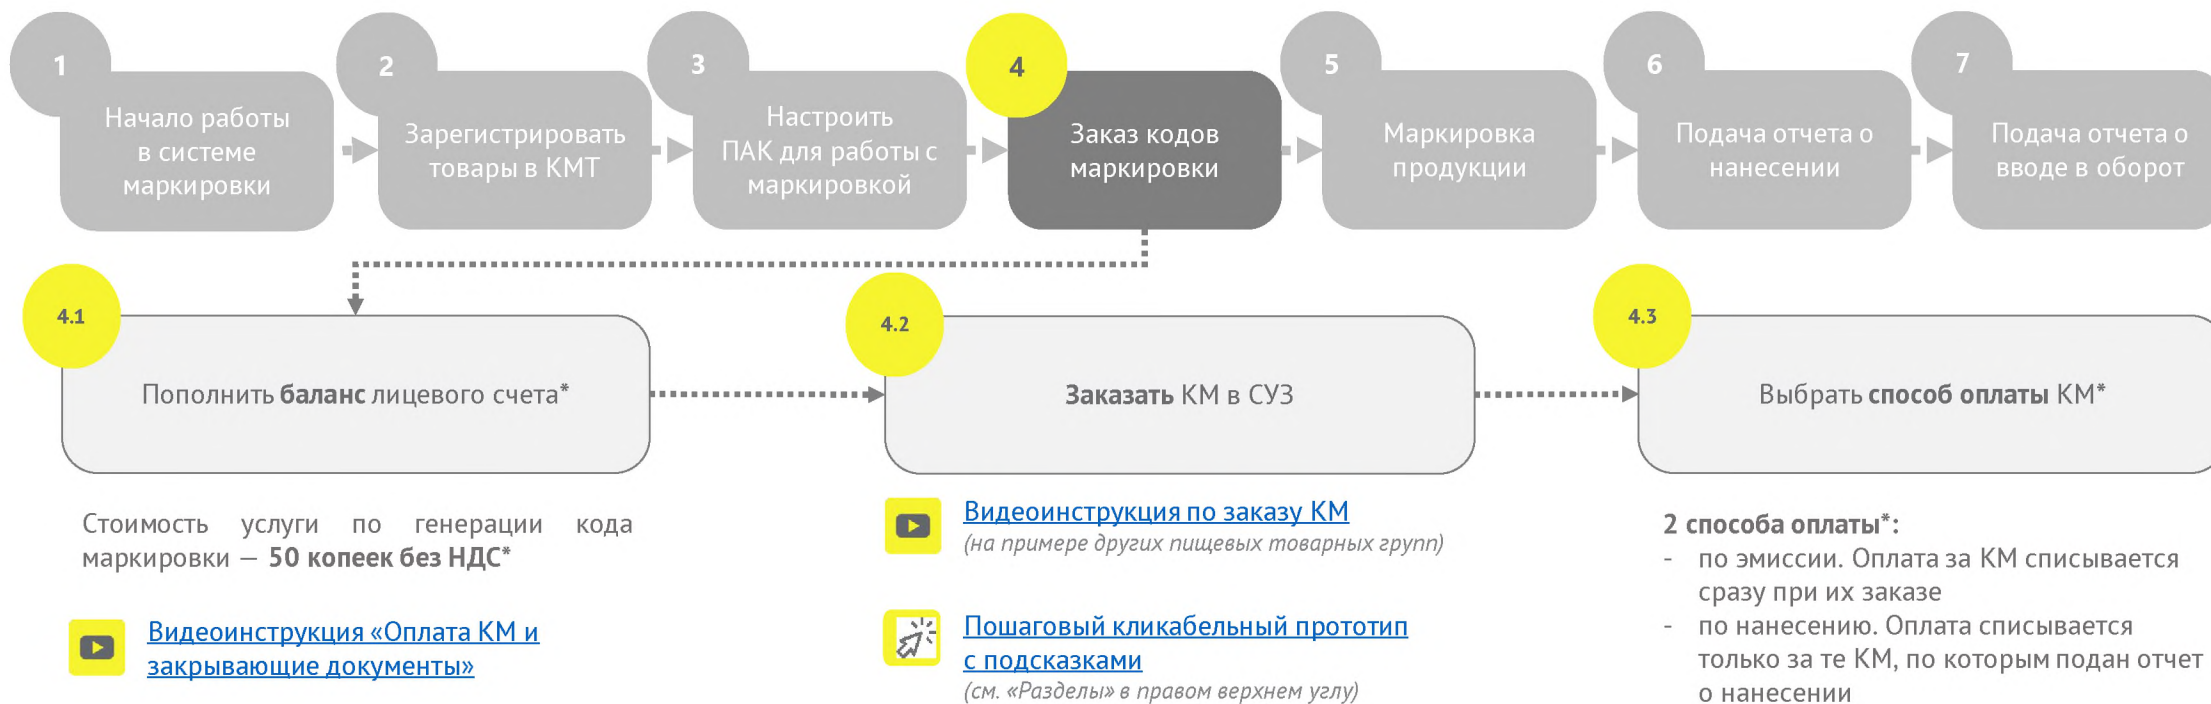 1
Начало работы
в системе
маркировки
2
Зарегистрировать
товары в КМТ
3
Настроить
ПАК для работы с
маркировкой
4
Заказ кодов
маркировки
5
Маркировка
продукции
6
Подача отчета о
нанесении
7
Подача отчета о
вводе в оборот
4.1
Пополнить баланс лицевого счета*
Стоимость услуги по генерации кода
маркировки — 50 копеек без НДС*
Видеоинструкция «Оплата КМ и
закрывающие документы»
4.2
Заказать КМ в СУЗ
Видеоинструкция по заказу КМ
(на примере других пищевых товарных групп)
Пошаговый кликабельный прототип
с подсказками
(см. «Разделы» в правом верхнем углу)
4.3
Выбрать способ оплаты КМ*
2 способа оплаты*:
- по эмиссии. Оплата за КМ списывается
сразу при их заказе
- по нанесению. Оплата списывается
только за те КМ, по которым подан отчет
о нанесении